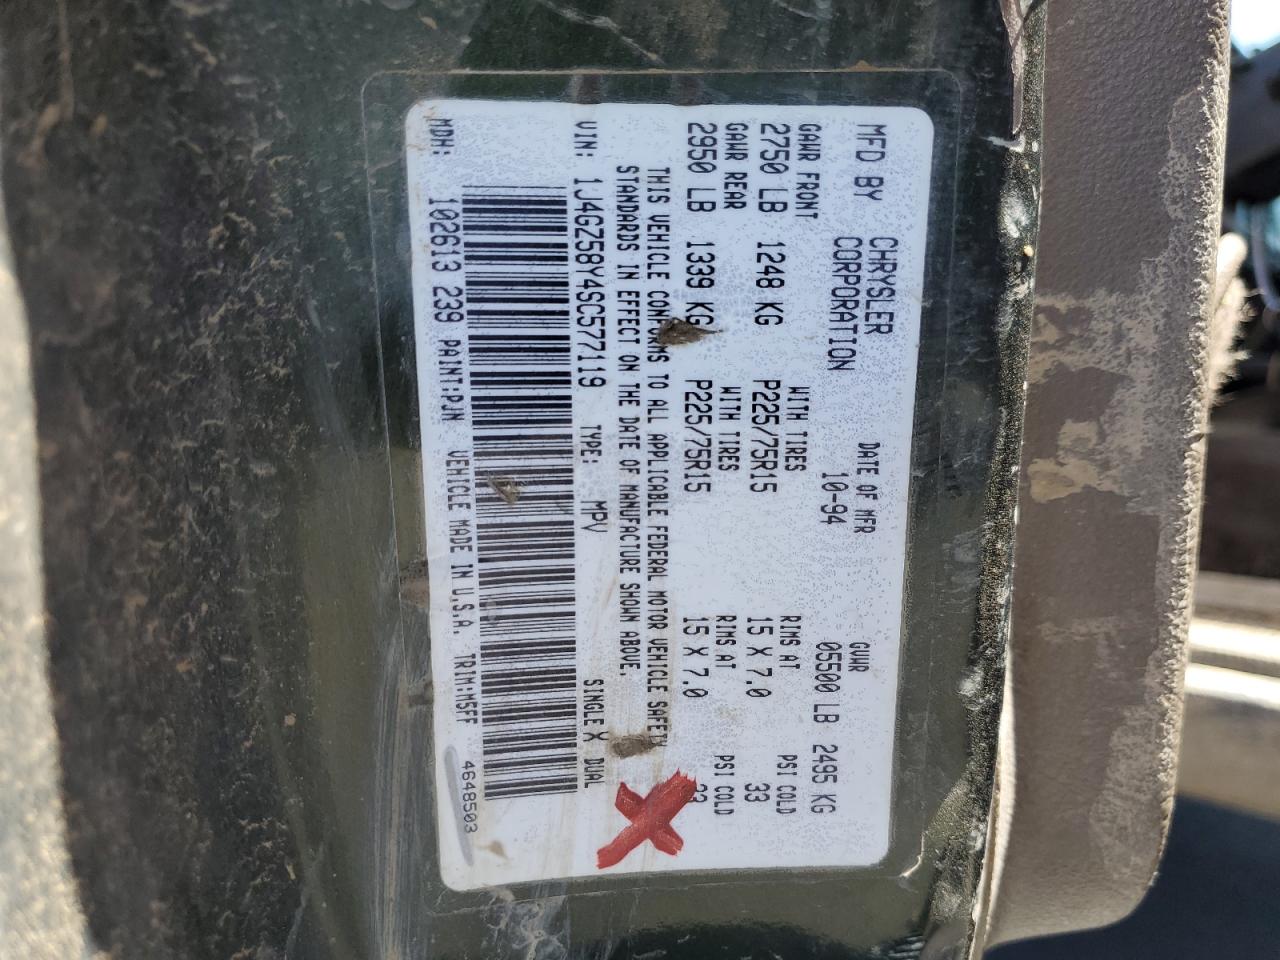 MFD BY CHRYSLER CORPORATION DATE OF MFR 10-94 GVWR 05500 LB 2495 KG
GAWR FRONT WITH TIRES RIMS AT PSI COLD
2750 LB 1248 KG P225/75R15 15 X 7.0 33
GAWR REAR WITH TIRES RIMS AT PSI COLD
2950 LB 1339 KG P225/75R15 15 X 7.0 33
THIS VEHICLE CONFORMS TO ALL APPLICABLE FEDERAL MOTOR VEHICLE SAFETY
STANDARDS IN EFFECT ON THE DATE OF MANUFACTURE SHOWN ABOVE.
VIN: 1J4GZ58Y4SC577119 TYPE: MPV SINGLE X DUAL
MDH: 102613 239 PAINT:PJN VEHICLE MADE IN U.S.A. TRIM:M5FF
4648503